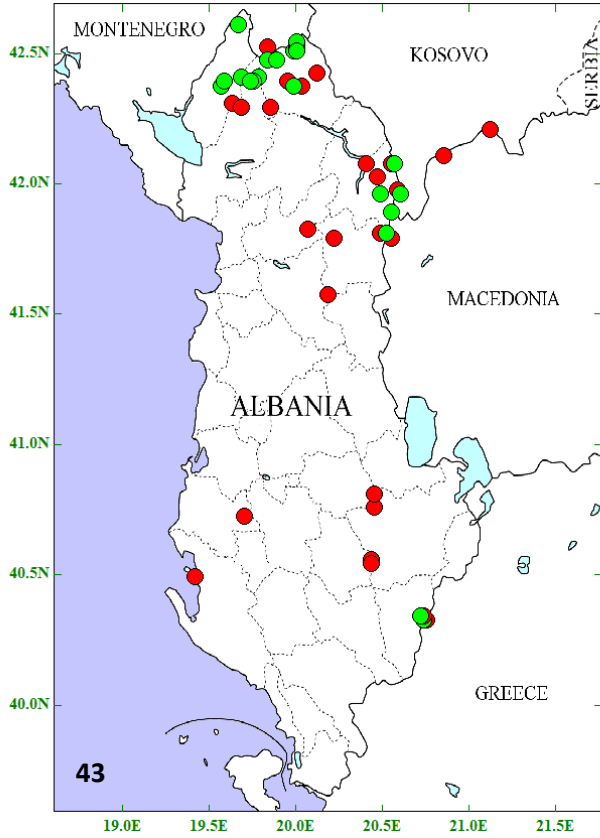 MONTENEGRO
42.5N
KOSOVO
SERBIA
42.0N
41.5N
MACEDONIA
ALBANIA
41.0N
40.5N
40.0N
GREECE
43
19.0E 19.5E 20.0E 20.5E 21.0E 21.5E